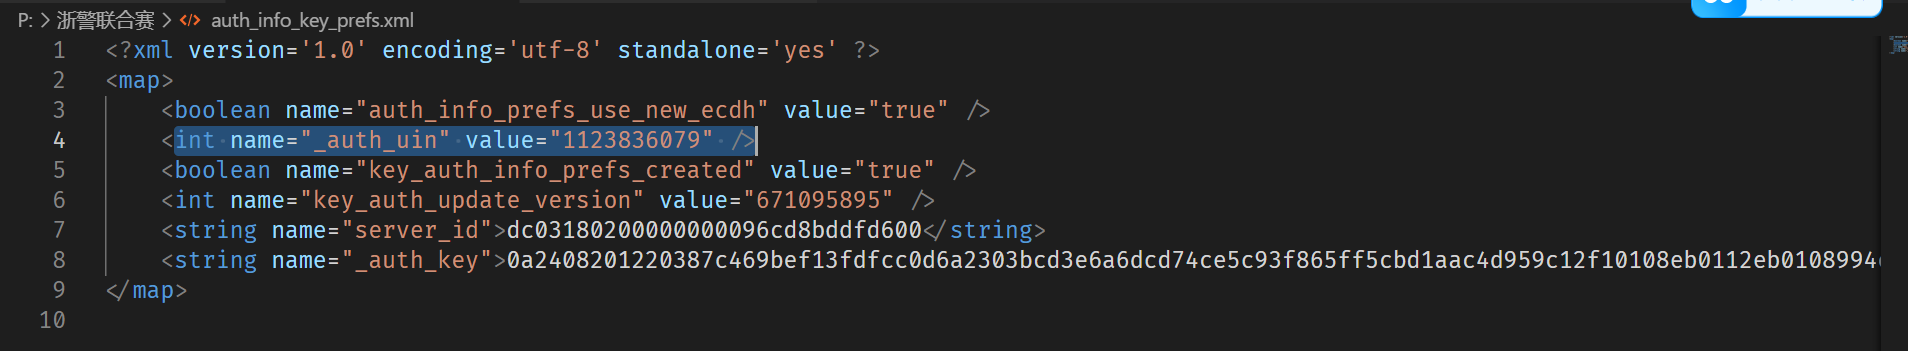 P: > 浙警联合赛 > auth_info_key_prefs.xml
1 <?xml version='1.0' encoding='utf-8' standalone='yes' ?>
2 <map>
3 <boolean name="auth_info_prefs_use_new_ecdh" value="true" />
4 <int name="_auth_uin" value="1123836079" />
5 <boolean name="key_auth_info_prefs_created" value="true" />
6 <int name="key_auth_update_version" value="671095895" />
7 <string name="server_id">dc03180200000000096cd8bddfd600</string>
8 <string name="_auth_key">0a2408201220387c469bef13fdfcc0d6a2303bcd3e6a6dcd74ce5c93f865ff5cbd1aac4d959c12f10108eb0112eb0108994
9 </map>
10